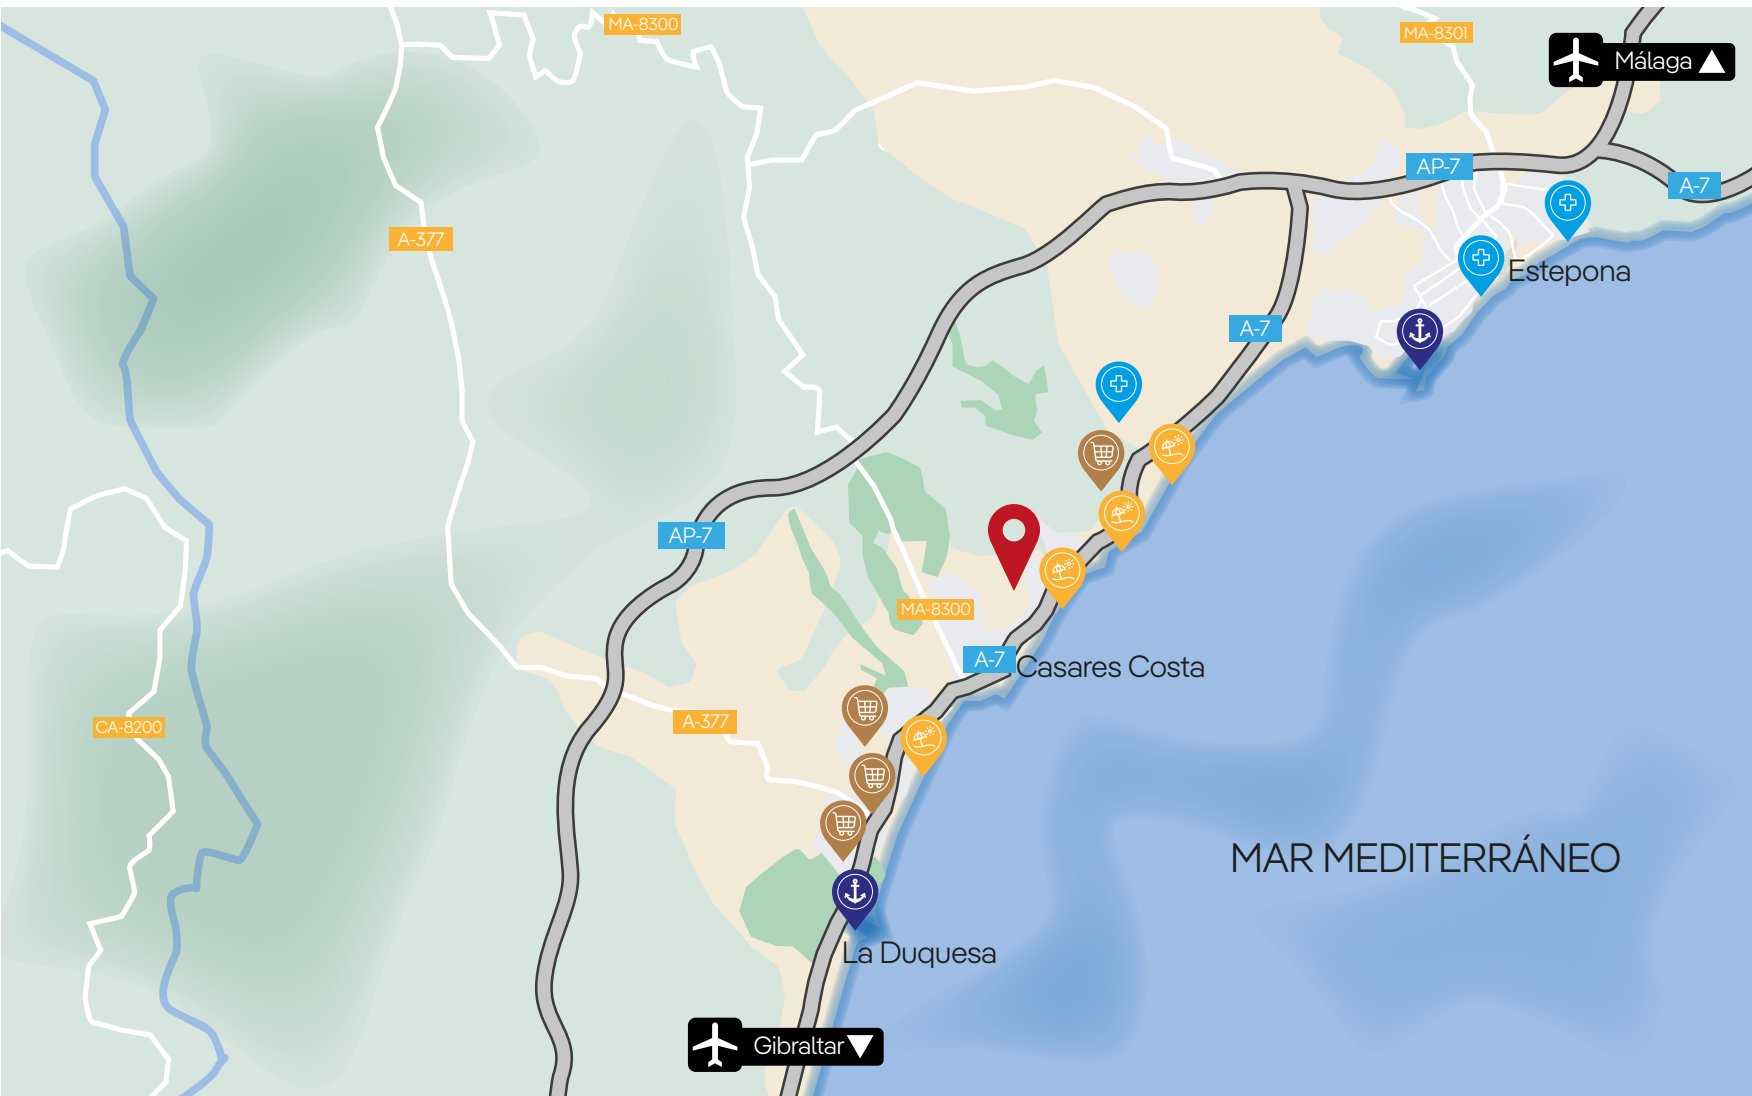 MA-8300
MA-8301
Málaga
AP-7
A-7
A-377
Estepona
A-7
AP-7
MA-8300
A-7
Casares Costa
CA-8200
A-377
MAR MEDITERRÁNEO
La Duquesa
Gibraltar